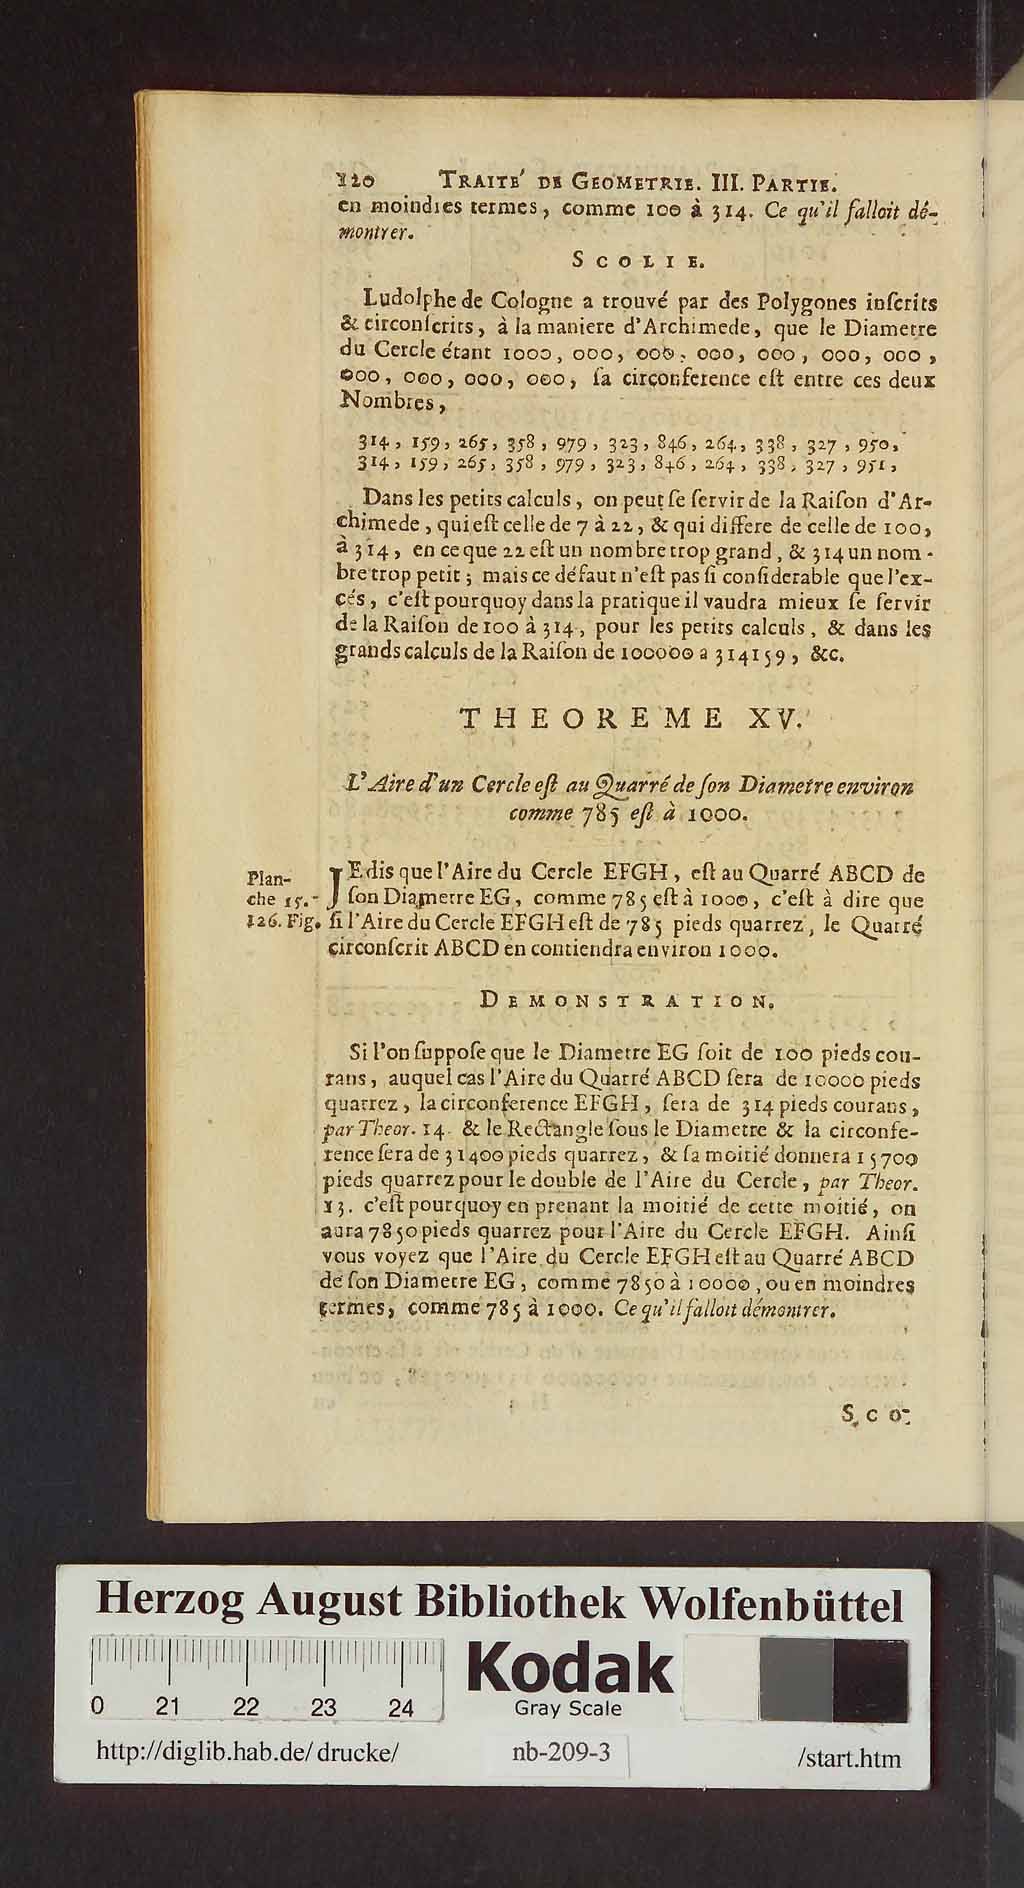 120 TRAITE' DE GEOMETRIE. III. PARTIE.
en moindres termes, comme 100 à 314. Ce qu'il falloit dé-
montrer.
SCOLIE.
Ludolphe de Cologne a trouvé par des Polygones inſcrits
& circonſcrits, à la maniere d'Archimede, que le Diametre
du Cercle étant 1000, 000, 000, 000, 000, 000, 000,
000, 000, 000, 000, ſa circonference eſt entre ces deux
Nombres,
314, 159, 265, 358, 979, 323, 846, 264, 338, 327, 950,
314, 159, 265, 358, 979, 323, 846, 264, 338, 327, 951,
Dans les petits calculs, on peut ſe ſervir de la Raiſon d'Ar-
chimede, qui eſt celle de 7 à 22, & qui differe de celle de 100,
à 314, en ce que 22 eſt un nombre trop grand, & 314 un nom-
bre trop petit; mais ce défaut n'eſt pas ſi conſiderable que l'ex-
cés, c'eſt pourquoy dans la pratique il vaudra mieux ſe ſervir
de la Raiſon de 100 à 314, pour les petits calculs, & dans les
grands calculs de la Raiſon de 100000 a 314159, &c.
THEOREME XV.
L'Aire d'un Cercle eſt au Quarré de ſon Diametre environ
comme 785 eſt à 1000.
Plan-
che 15.-
126. Fig.
JE dis que l'Aire du Cercle EFGH, eſt au Quarré ABCD de
ſon Diametre EG, comme 785 eſt à 1000, c'eſt à dire que
ſi l'Aire du Cercle EFGH eſt de 785 pieds quarrez, le Quarré
circonſcrit ABCD en contiendra environ 1000.
DEMONSTRATION.
Si l'on ſuppoſe que le Diametre EG ſoit de 100 pieds cou-
rans, auquel cas l'Aire du Quarré ABCD ſera de 10000 pieds
quarrez, la circonference EFGH, ſera de 314 pieds courans,
par Theor. 14. & le Rectangle ſous le Diametre & la circonfe-
rence ſera de 31400 pieds quarrez, & ſa moitié donnera 15700
pieds quarrez pour le double de l'Aire du Cercle, par Theor.
13. c'eſt pourquoy en prenant la moitié de cette moitié, on
aura 7850 pieds quarrez pour l'Aire du Cercle EFGH. Ainſi
vous voyez que l'Aire du Cercle EFGH eſt au Quarré ABCD
de ſon Diametre EG, comme 7850 à 10000, ou en moindres
termes, comme 785 à 1000. Ce qu'il falloit démontrer.
SCO-
Herzog August Bibliothek Wolfenbüttel
0 21 22 23 24
Kodak
Gray Scale
http://diglib.hab.de/drucke/ nb-209-3 /start.htm